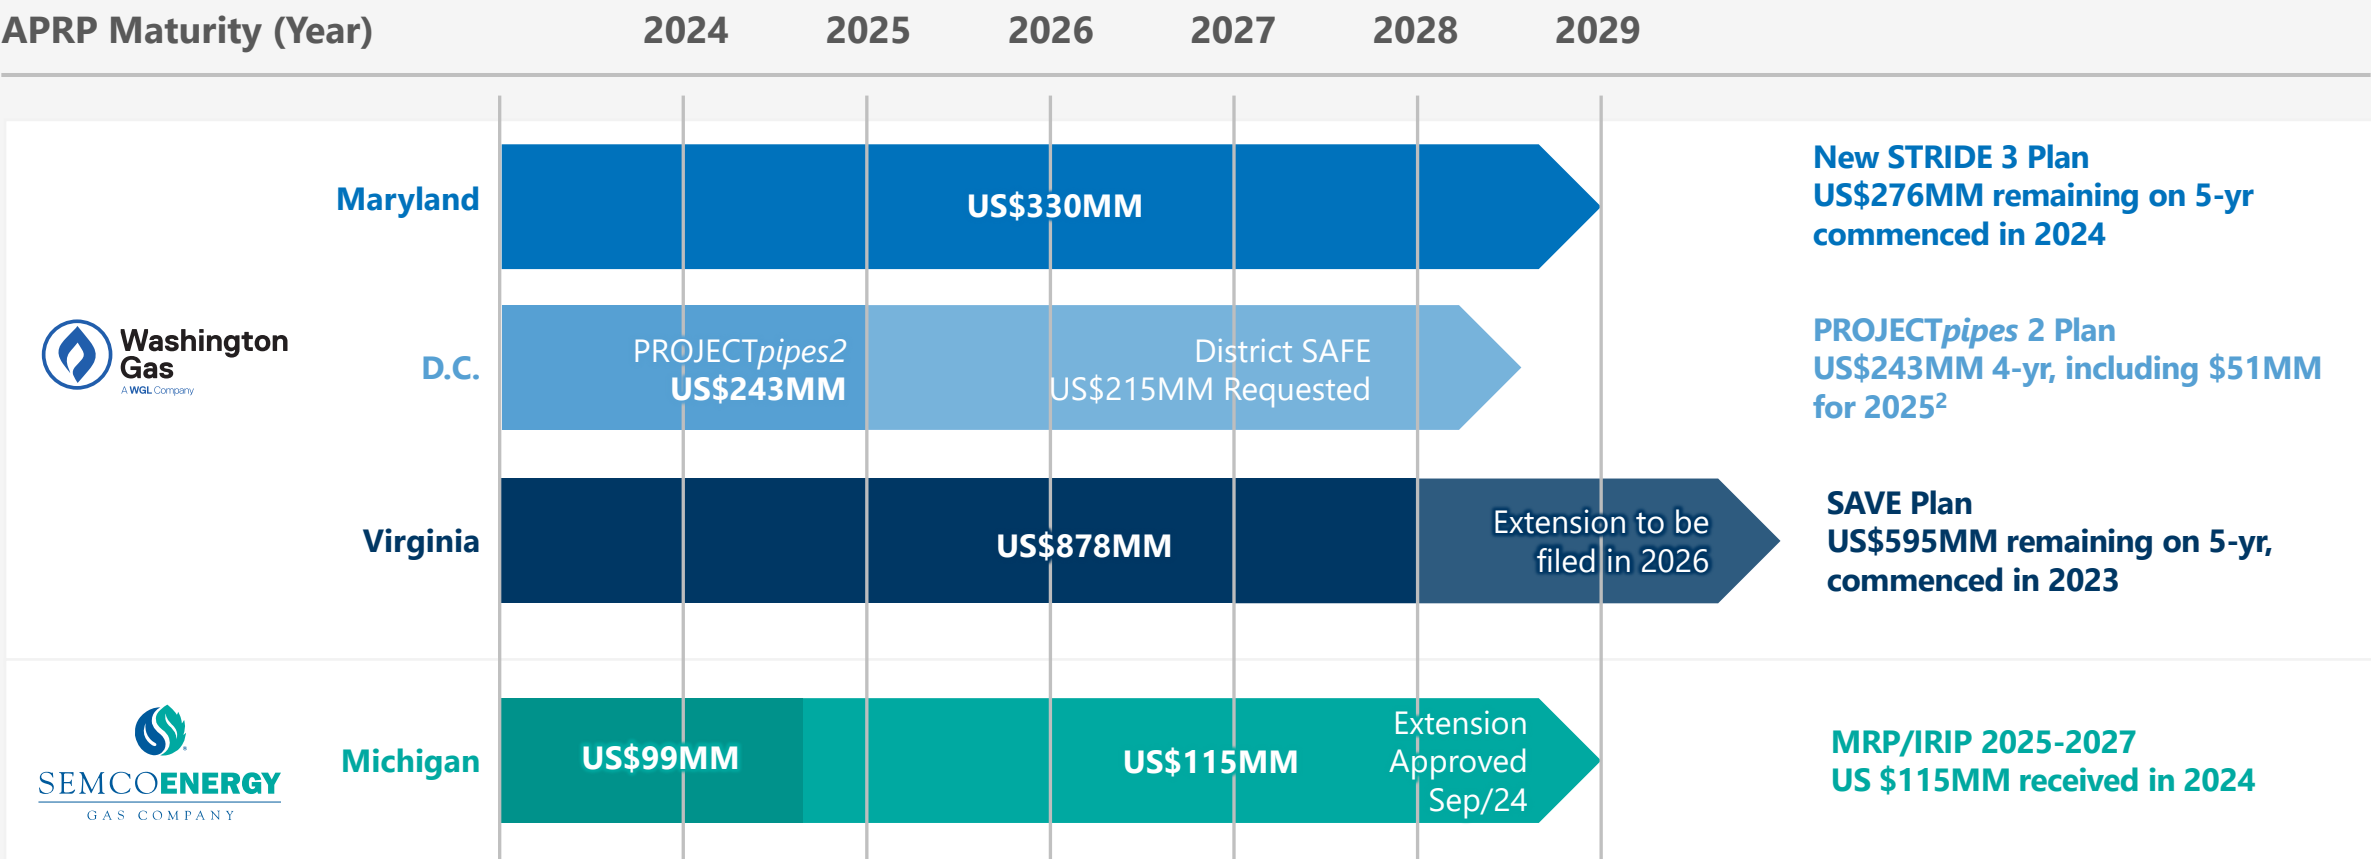 APRP Maturity (Year) 2024 2025 2026 2027 2028 2029
Maryland
US$330MM
New STRIDE 3 Plan
US$276MM remaining on 5-yr
commenced in 2024
Washington
Gas
A WGL Company
D.C.
PROJECTpipes2
US$243MM
District SAFE
US$215MM Requested
PROJECTpipes 2 Plan
US$243MM 4-yr, including $51MM
for 2025²
Virginia
US$878MM
Extension to be
filed in 2026
SAVE Plan
US$595MM remaining on 5-yr,
commenced in 2023
SEMCOENERGY
GAS COMPANY
Michigan
US$99MM
US$115MM
Extension
Approved
Sep/24
MRP/IRIP 2025-2027
US $115MM received in 2024